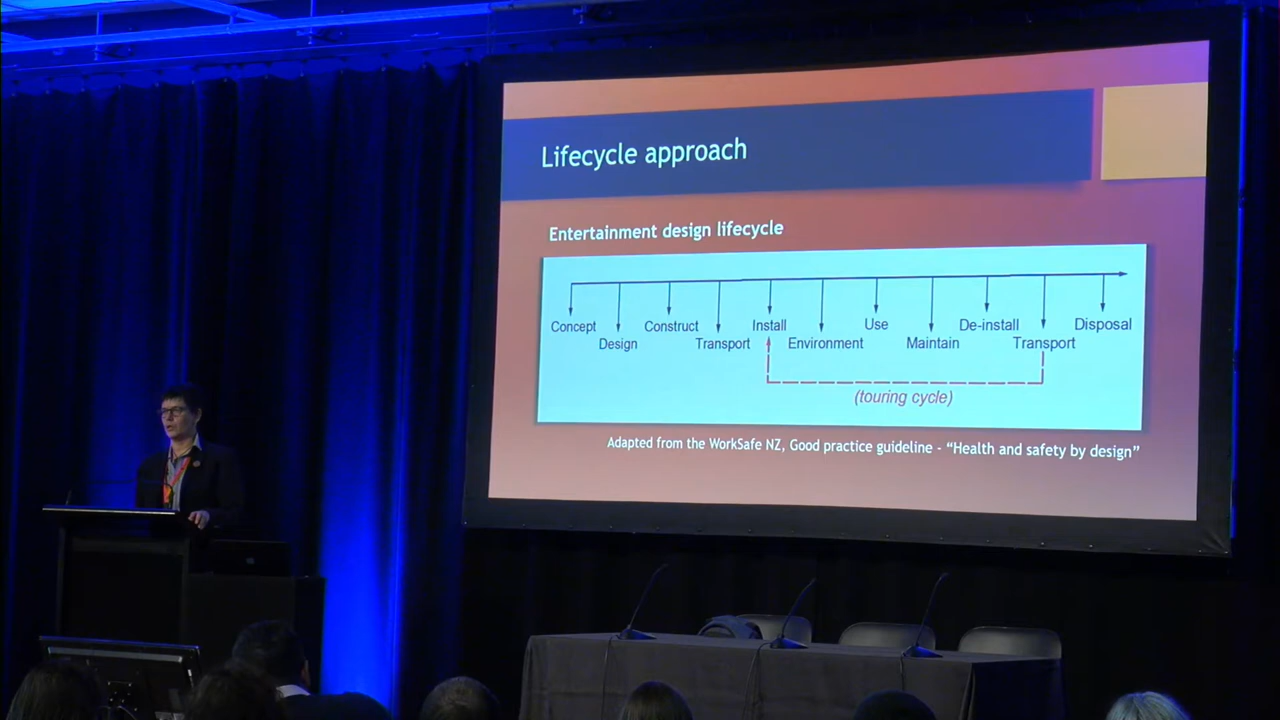 Lifecycle approach
Entertainment design lifecycle
Concept
Design
Construct
Transport
Install
Environment
Use
Maintain
De-install
Transport
Disposal
(touring cycle)
Adapted from the WorkSafe NZ, Good practice guideline - “Health and safety by design”